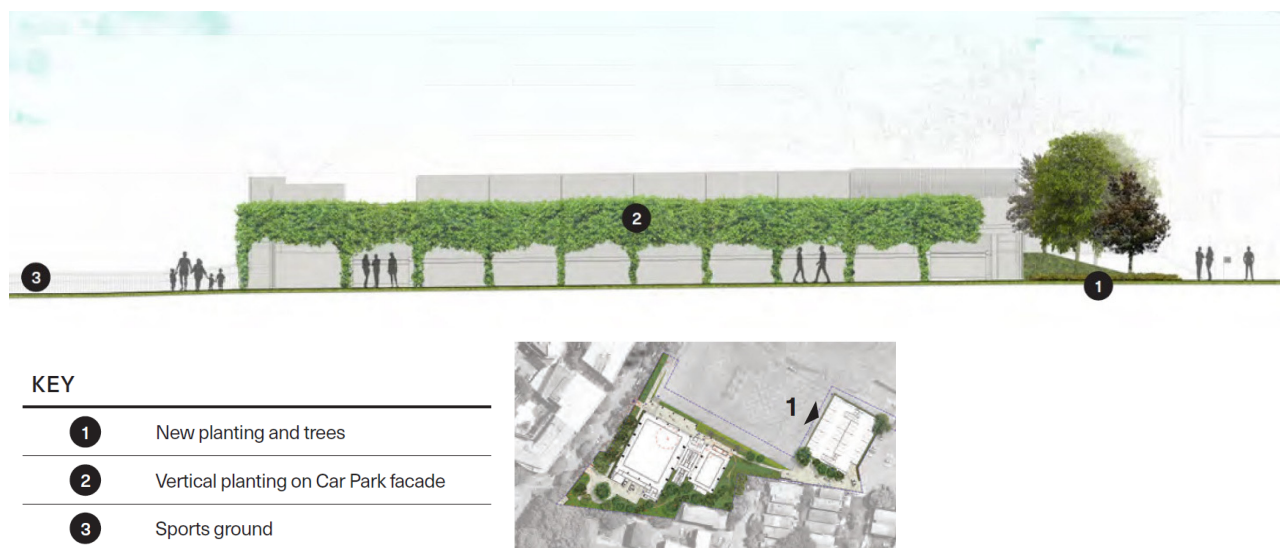 2
3
1
KEY
1 New planting and trees
2 Vertical planting on Car Park facade
3 Sports ground
1